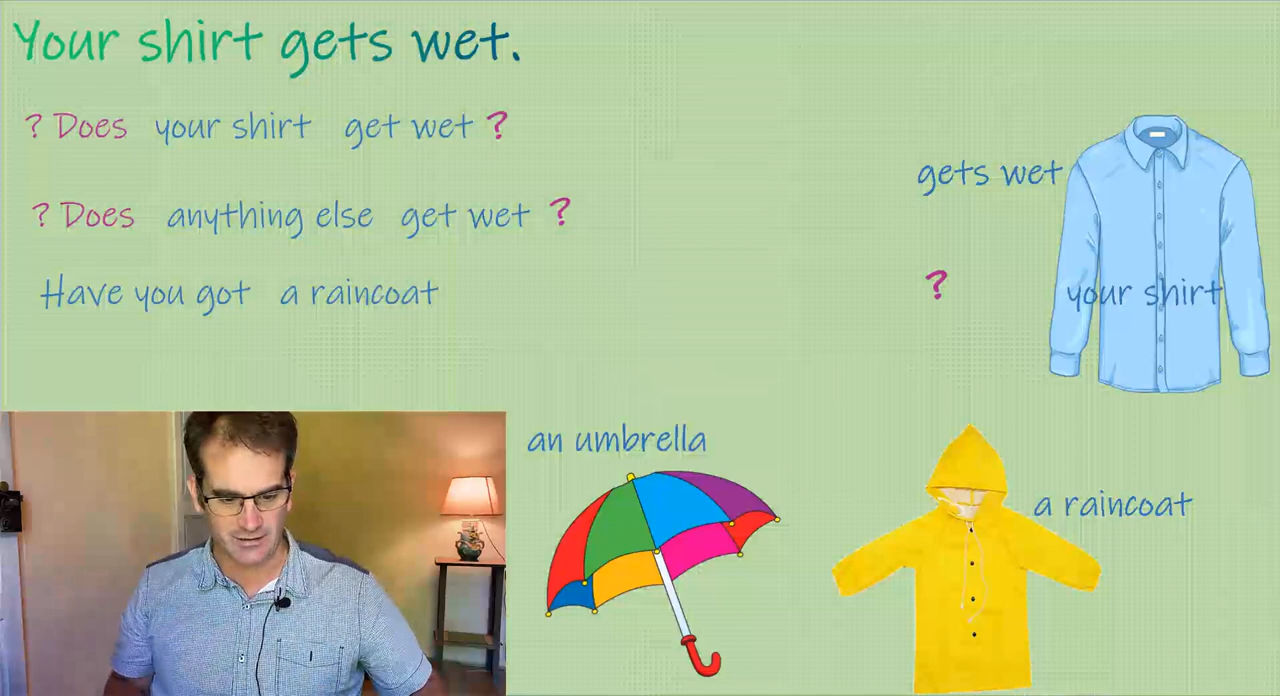 Your shirt gets wet.
? Does your shirt get wet ?
? Does anything else get wet ?
Have you got a raincoat
gets wet
?
your shirt
an umbrella
a raincoat